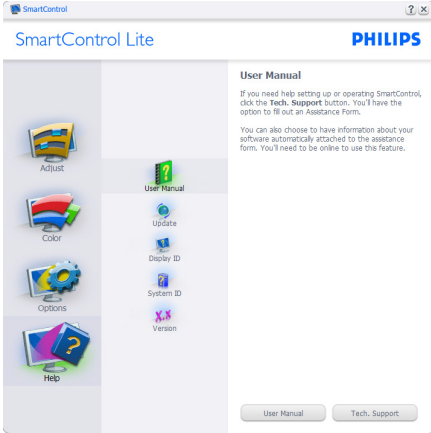 SmartControl
SmartControl Lite
PHILIPS
Adjust
Color
Options
Help
User Manual
Update
Display ID
System ID
Version
User Manual
If you need help setting up or operating SmartControl,
click the Tech. Support button. You'll have the
option to fill out an Assistance Form.
You can also choose to have information about your
software automatically attached to the assistance
form. You'll need to be online to use this feature.
User Manual
Tech. Support